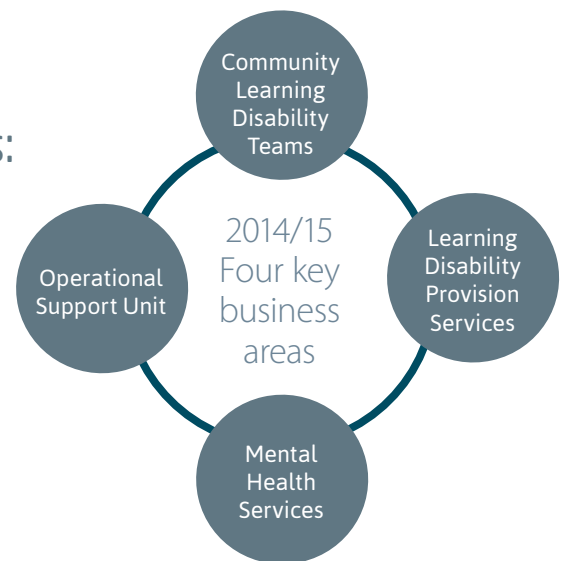 Community
Learning
Disability
Teams
2014/15
Four key
business
areas
Learning
Disability
Provision
Services
Mental
Health
Services
Operational
Support Unit